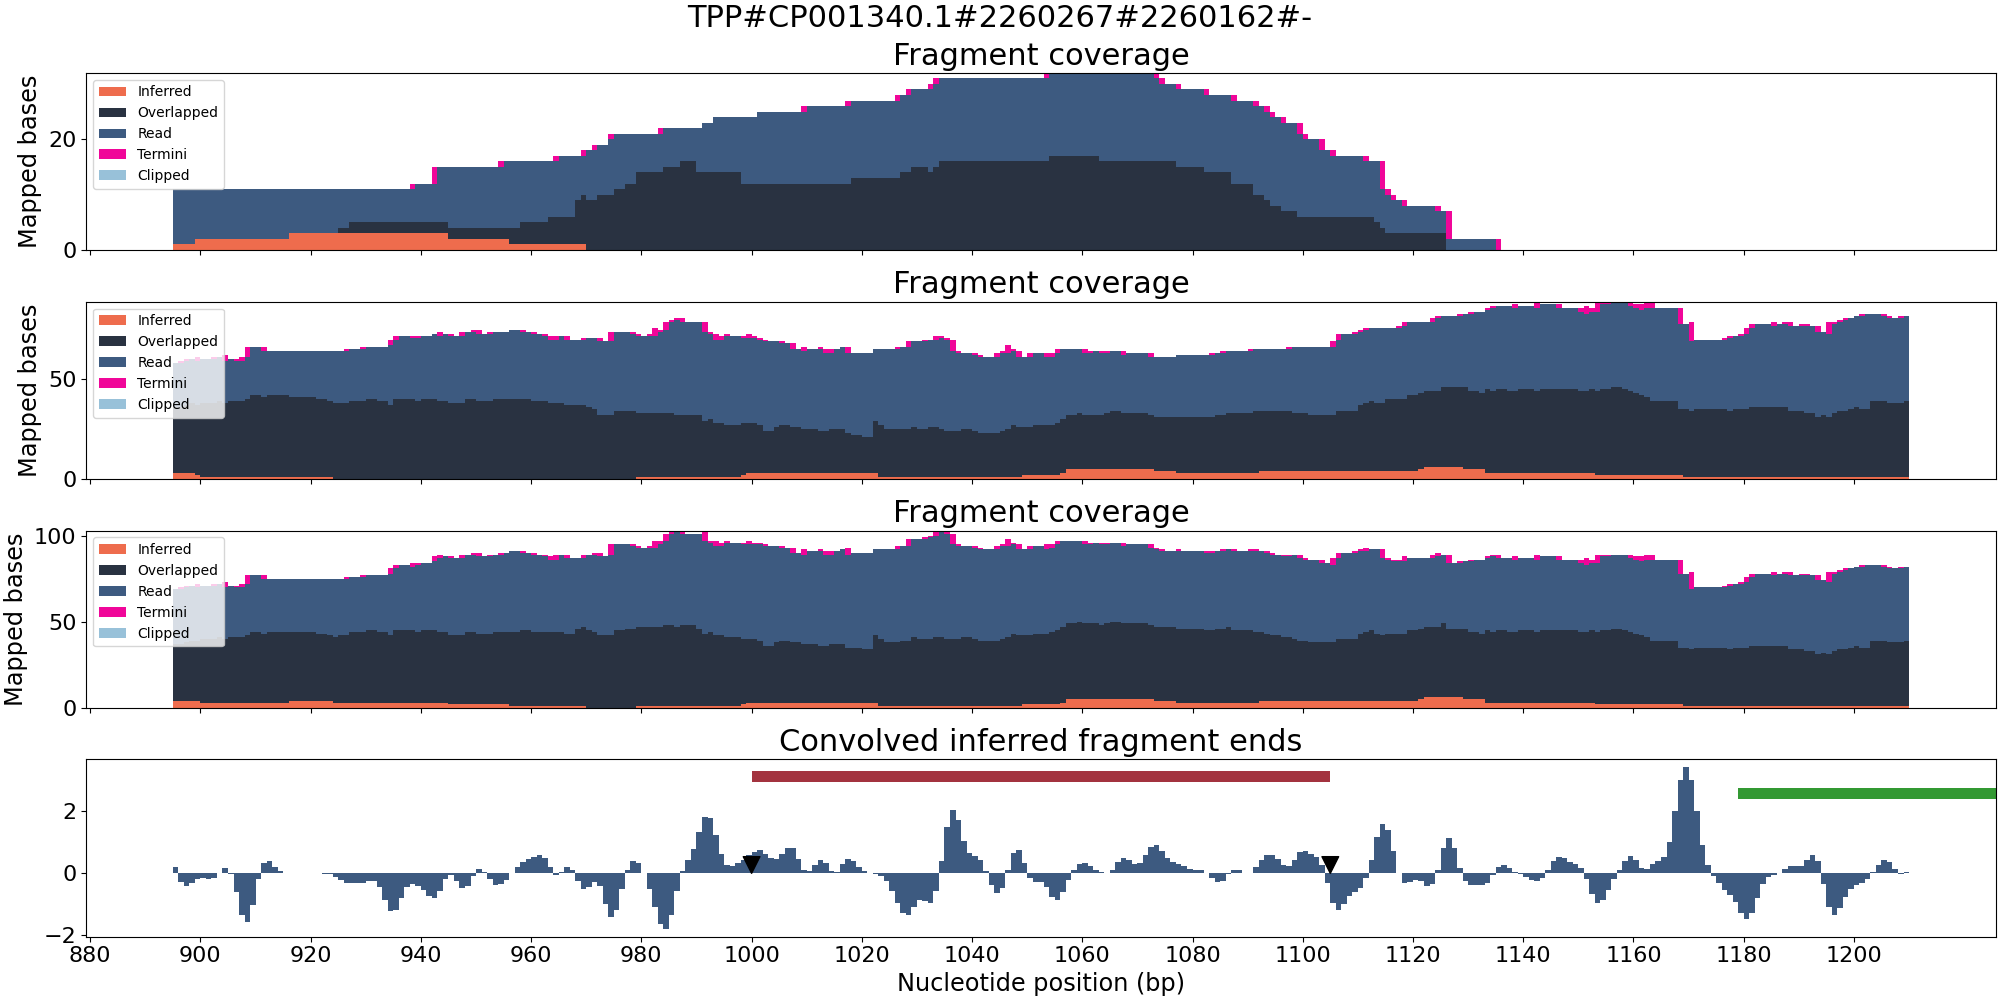 TPP#CP001340.1#2260267#2260162#-
Fragment coverage
Mapped bases
20
0
Inferred
Overlapped
Read
Termini
Clipped
Fragment coverage
Mapped bases
50
0
Inferred
Overlapped
Read
Termini
Clipped
Fragment coverage
Mapped bases
100
50
0
Inferred
Overlapped
Read
Termini
Clipped
Convolved inferred fragment ends
2
0
−2
880 900 920 940 960 980 1000 1020 1040 1060 1080 1100 1120 1140 1160 1180 1200
Nucleotide position (bp)